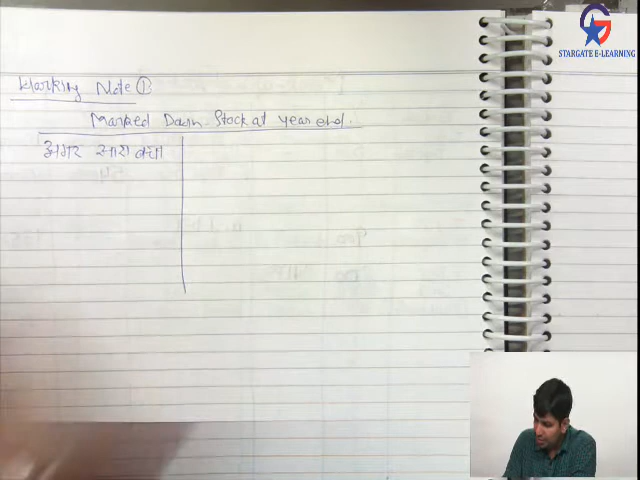 STARGATE E-LEARNING
Working Note ①
Marked Down Stock at year end.
अगर सारा बचा